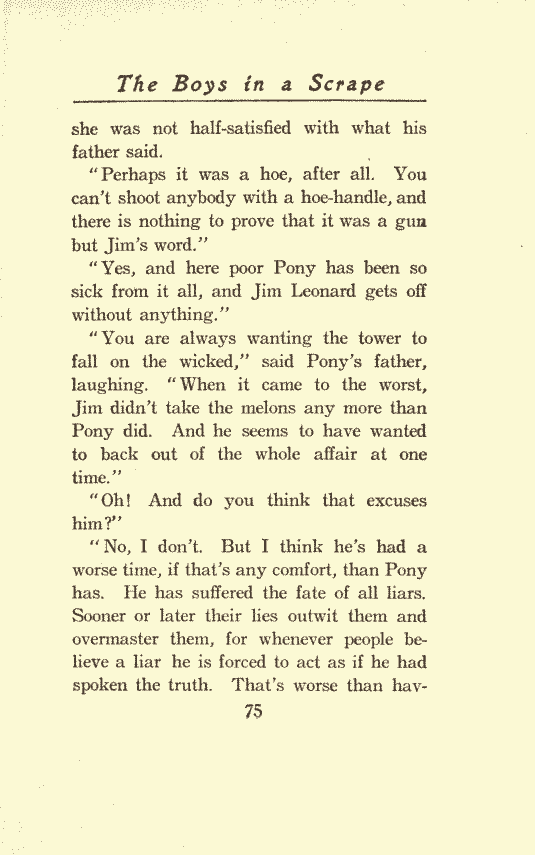 The Boys in a Scrape
she was not half-satisfied with what his
father said.
"Perhaps it was a hoe, after all. You
can't shoot anybody with a hoe-handle, and
there is nothing to prove that it was a gun
but Jim's word."
"Yes, and here poor Pony has been so
sick from it all, and Jim Leonard gets off
without anything."
"You are always wanting the tower to
fall on the wicked," said Pony's father,
laughing. "When it came to the worst,
Jim didn't take the melons any more than
Pony did. And he seems to have wanted
to back out of the whole affair at one
time."
"Oh! And do you think that excuses
him?"
"No, I don't. But I think he's had a
worse time, if that's any comfort, than Pony
has. He has suffered the fate of all liars.
Sooner or later their lies outwit them and
overmaster them, for whenever people be-
lieve a liar he is forced to act as if he had
spoken the truth. That's worse than hav-
75